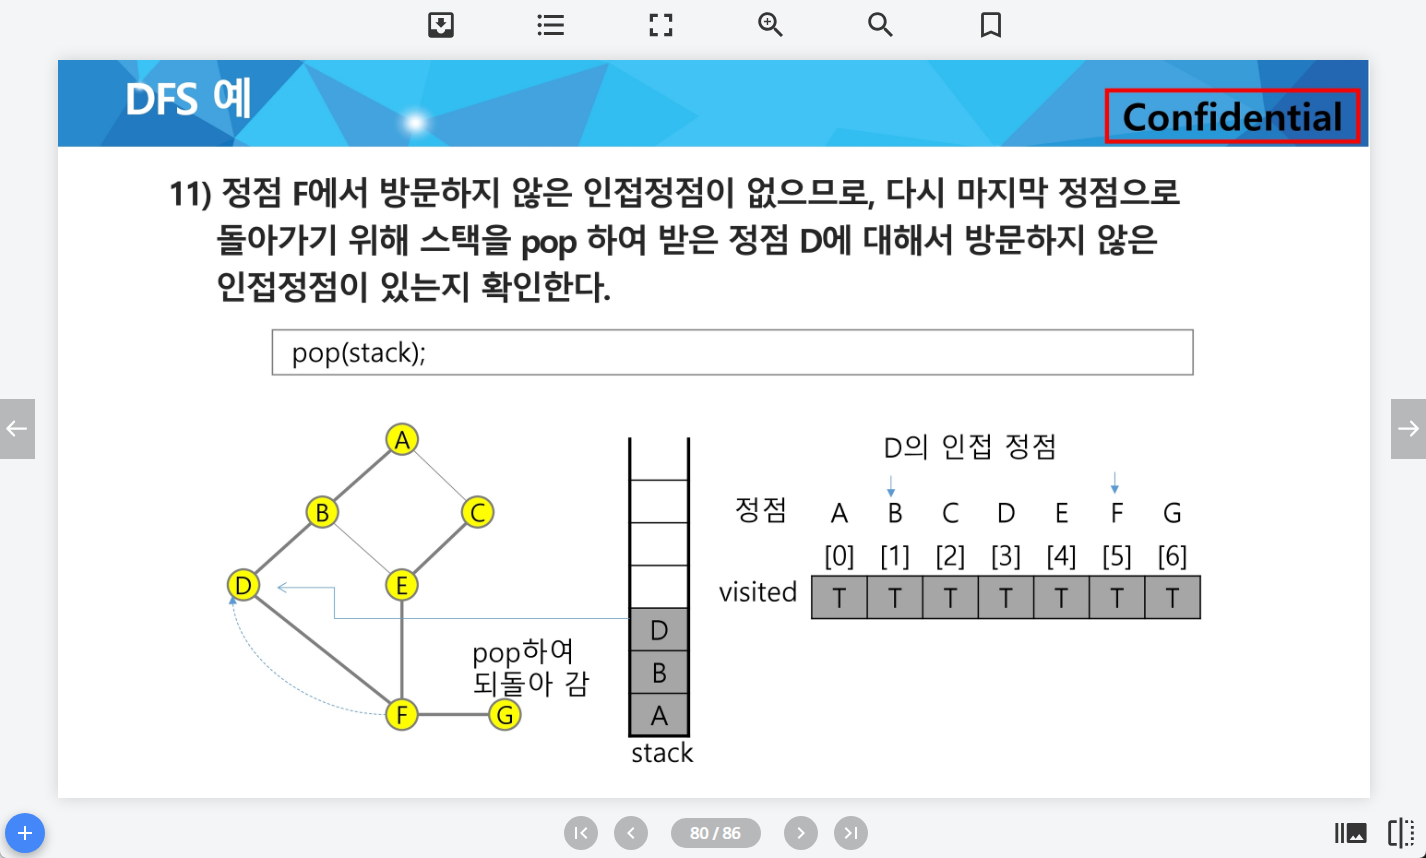 DFS 예
Confidential
11) 정점 F에서 방문하지 않은 인접정점이 없으므로, 다시 마지막 정점으로
돌아가기 위해 스택을 pop 하여 받은 정점 D에 대해서 방문하지 않은
인접정점이 있는지 확인한다.
pop(stack);
A
B
C
D
E
F
G
pop하여
되돌아 감
D
B
A
stack
D의 인접 정점
정점 A B C D E F G
[0] [1] [2] [3] [4] [5] [6]
visited T T T T T T T
80 / 86